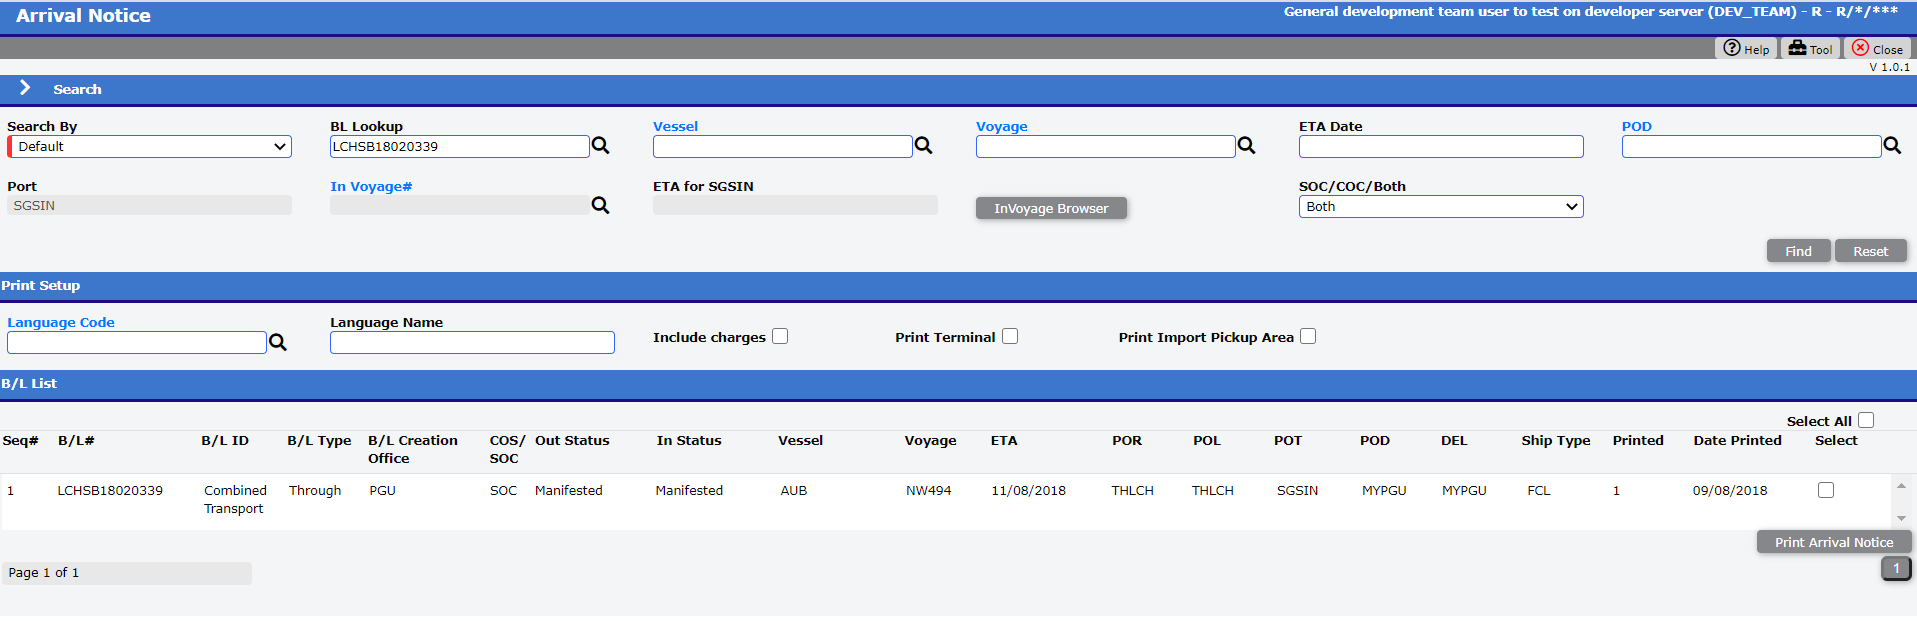 Arrival Notice
General development team user to test on developer server (DEV_TEAM) - R - R/*/***
Help Tool Close
V 1.0.1
Search
Search By BL Lookup Vessel Voyage ETA Date POD
Default LCHSB18020339
Port In Voyage# ETA for SGSIN SOC/COC/Both
SGSIN InVoyage Browser Both
Find Reset
Print Setup
Language Code Language Name
Include charges Print Terminal Print Import Pickup Area
B/L List
Select All
Seq# B/L# B/L ID B/L Type B/L Creation Office COS/ SOC Out Status In Status Vessel Voyage ETA POR POL POT POD DEL Ship Type Printed Date Printed Select
1 LCHSB18020339 Combined Transport Through PGU SOC Manifested Manifested AUB NW494 11/08/2018 THLCH THLCH SGSIN MYPGU MYPGU FCL 1 09/08/2018
Print Arrival Notice
Page 1 of 1
1